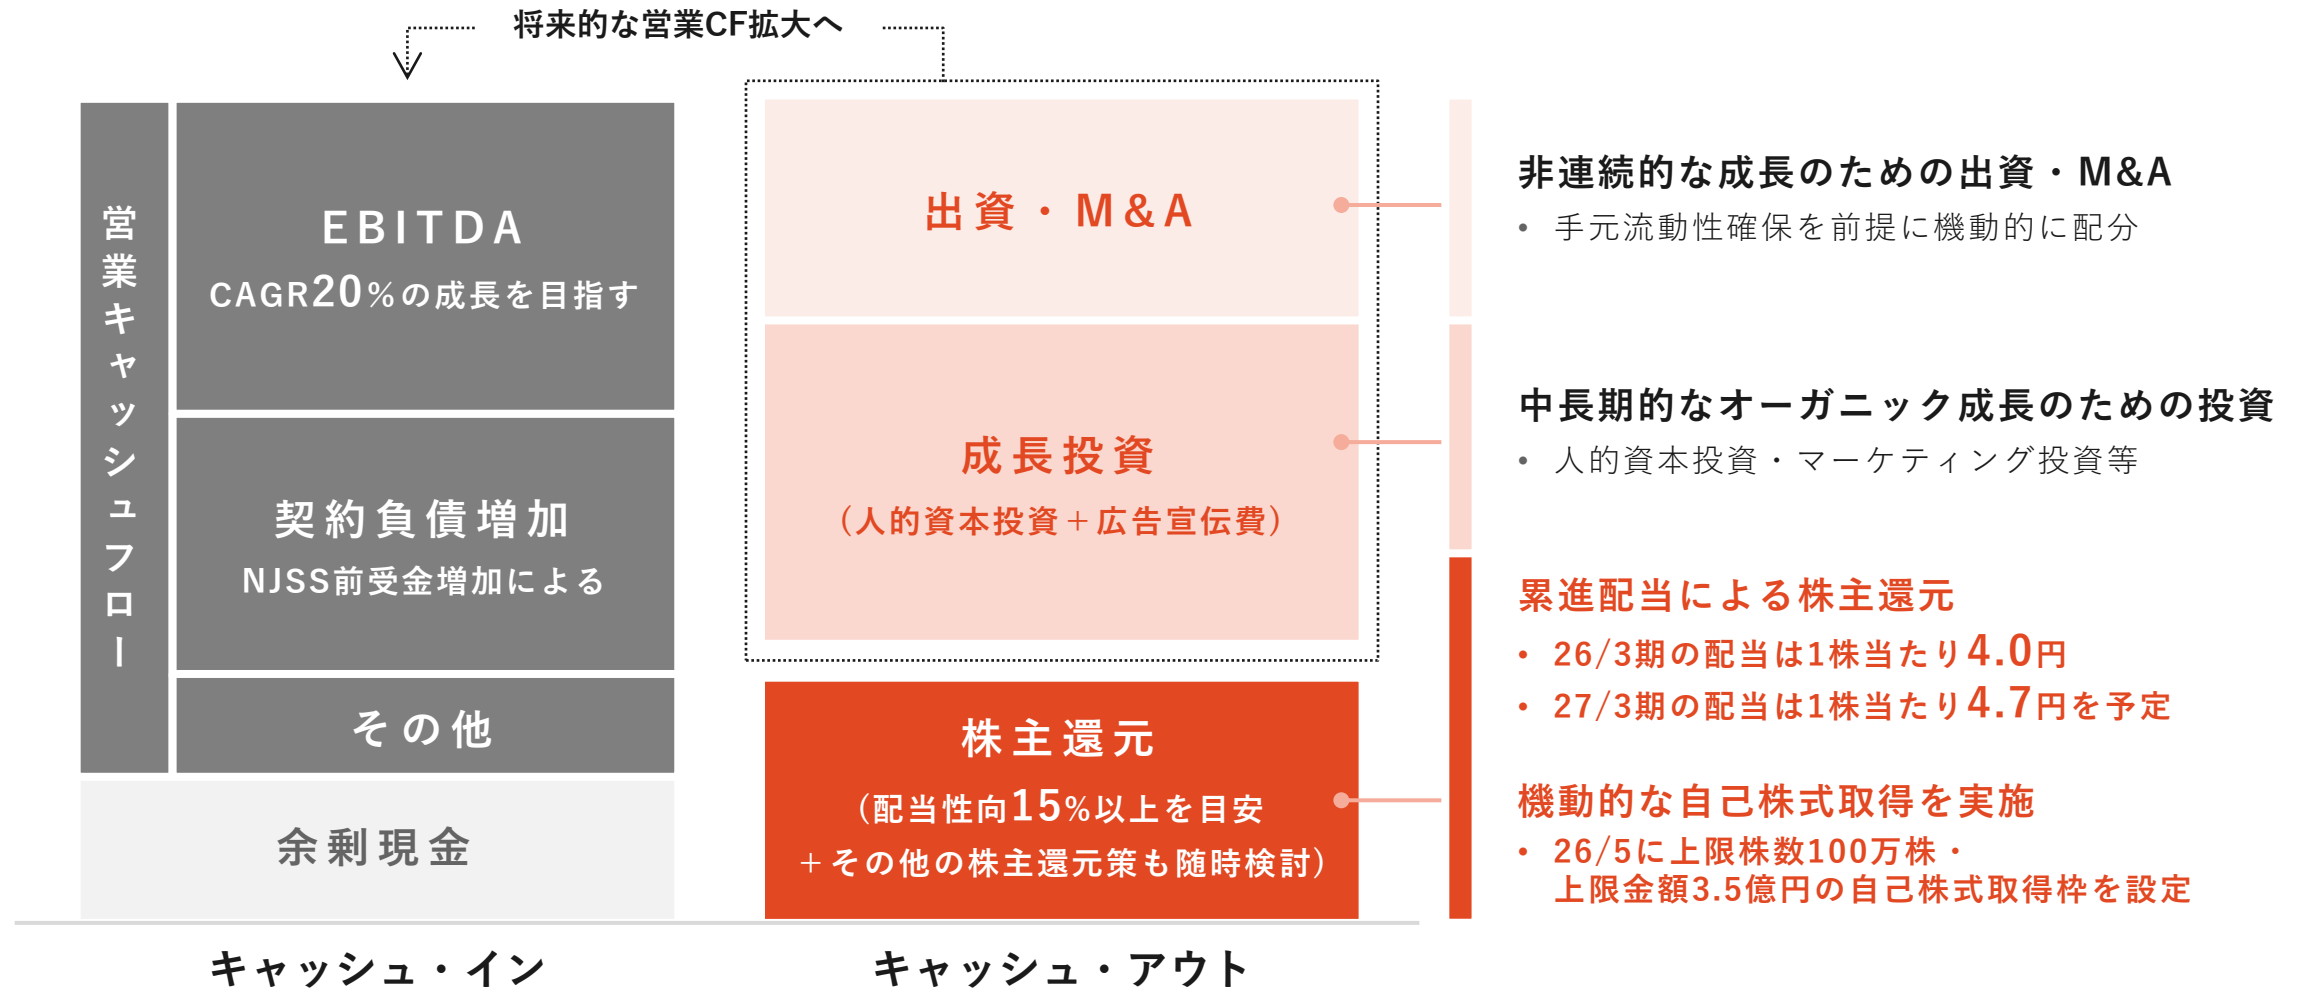 将来的な営業CF拡大へ
営業キャッシュフロー
EBITDA
CAGR20%の成長を目指す
契約負債増加
NJSS前受金増加による
その他
余剰現金
キャッシュ・イン
出資・M&A
成長投資
（人的資本投資＋広告宣伝費）
株主還元
（配当性向15%以上を目安
＋その他の株主還元策も随時検討）
キャッシュ・アウト
非連続的な成長のための出資・M&A
• 手元流動性確保を前提に機動的に配分
中長期的なオーガニック成長のための投資
• 人的資本投資・マーケティング投資等
累進配当による株主還元
• 26/3期の配当は1株当たり4.0円
• 27/3期の配当は1株当たり4.7円を予定
機動的な自己株式取得を実施
• 26/5に上限株数100万株・
上限金額3.5億円の自己株式取得枠を設定